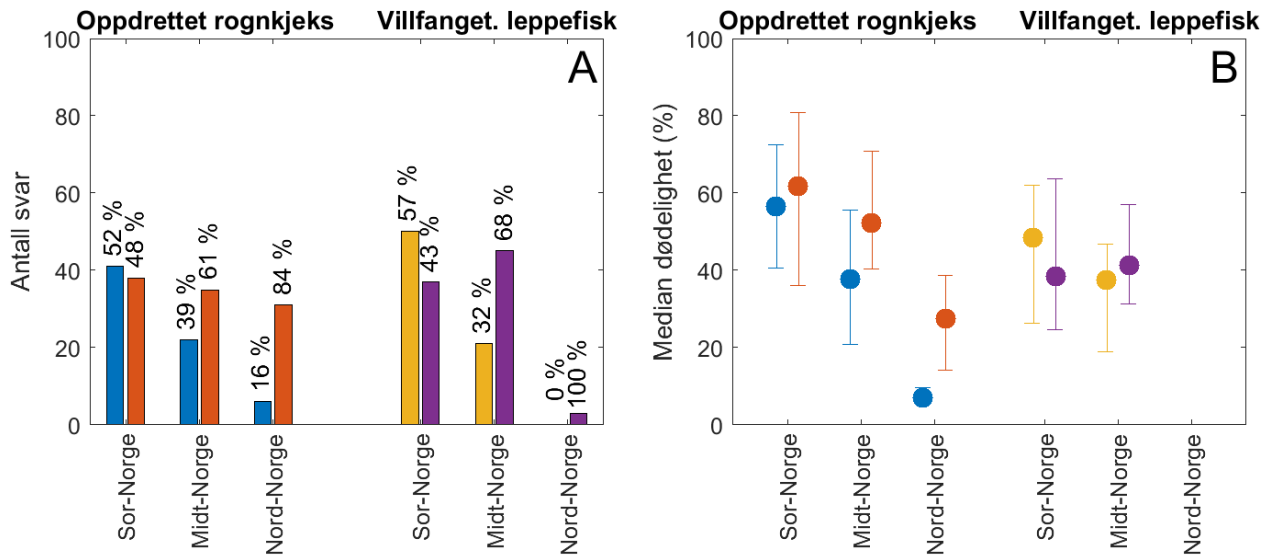 Oppdrettet rognkjeks
Villfanget. leppefisk
A
Antall svar
100
80
60
40
20
0
52 %
48 %
39 %
61 %
16 %
84 %
57 %
43 %
32 %
68 %
0 %
100 %
Sor-Norge
Midt-Norge
Nord-Norge
Sor-Norge
Midt-Norge
Nord-Norge
Oppdrettet rognkjeks
Villfanget. leppefisk
B
Median dødelighet (%)
100
80
60
40
20
0
Sor-Norge
Midt-Norge
Nord-Norge
Sor-Norge
Midt-Norge
Nord-Norge